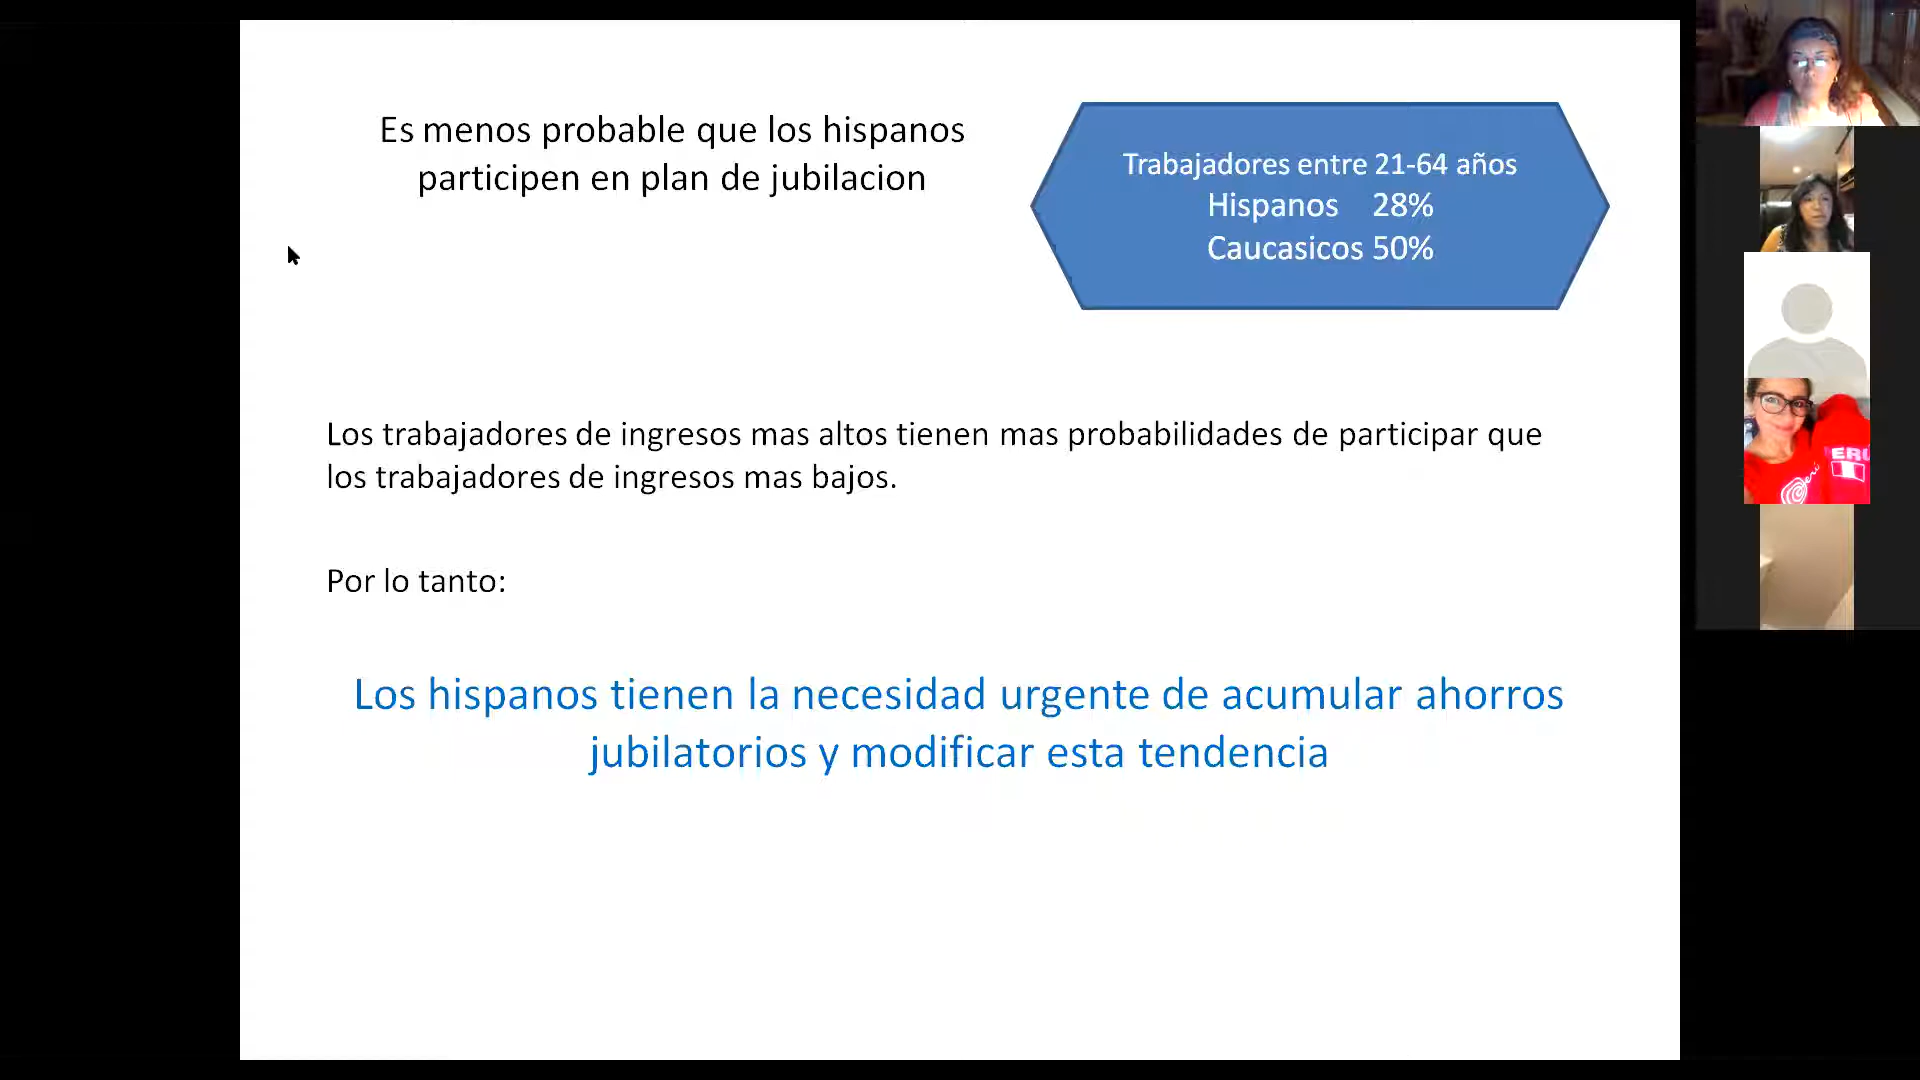 Es menos probable que los hispanos
participen en plan de jubilacion
Trabajadores entre 21-64 años
Hispanos 28%
Caucasicos 50%
Los trabajadores de ingresos mas altos tienen mas probabilidades de participar que
los trabajadores de ingresos mas bajos.
Por lo tanto:
Los hispanos tienen la necesidad urgente de acumular ahorros
jubilatorios y modificar esta tendencia